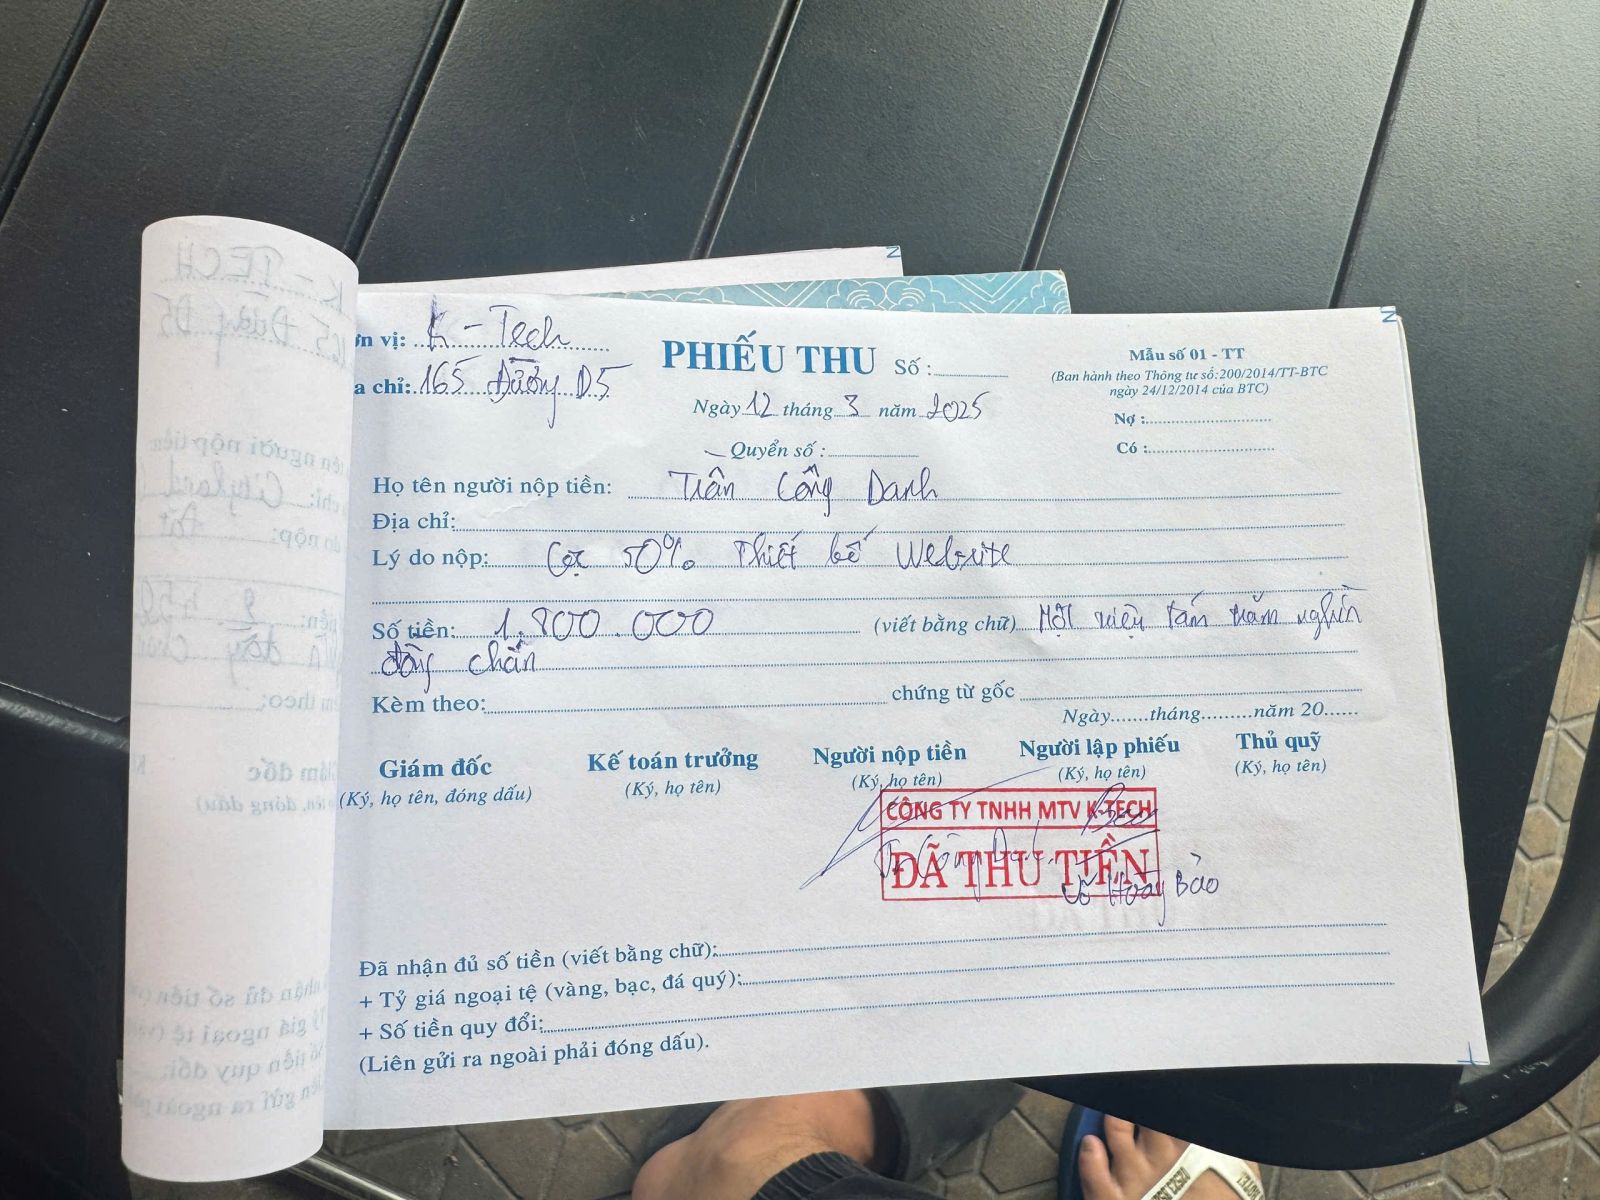 ơn vị: K-Tech
a chỉ: 165 Đường D5
PHIẾU THU Số :
Ngày 12 tháng 3 năm 2025
Quyển số :
Mẫu số 01 - TT
(Ban hành theo Thông tư số:200/2014/TT-BTC
ngày 24/12/2014 của BTC)
Nợ :
Có :
Họ tên người nộp tiền: Trần Công Danh
Địa chỉ:
Lý do nộp: Cọc 50% Thiết kế Website
Số tiền: 1.800.000 (viết bằng chữ) Một triệu tám trăm nghìn
đồng chẵn
Kèm theo: chứng từ gốc
Ngày.......tháng.........năm 20......
Giám đốc
(Ký, họ tên, đóng dấu)
Kế toán trưởng
(Ký, họ tên)
Người nộp tiền
(Ký, họ tên)
Người lập phiếu
(Ký, họ tên)
Thủ quỹ
(Ký, họ tên)
CÔNG TY TNHH MTV K-TECH
ĐÃ THU TIỀN
Võ Hoàng Bảo
Đã nhận đủ số tiền (viết bằng chữ):
+ Tỷ giá ngoại tệ (vàng, bạc, đá quý):
+ Số tiền quy đổi:
(Liên gửi ra ngoài phải đóng dấu).